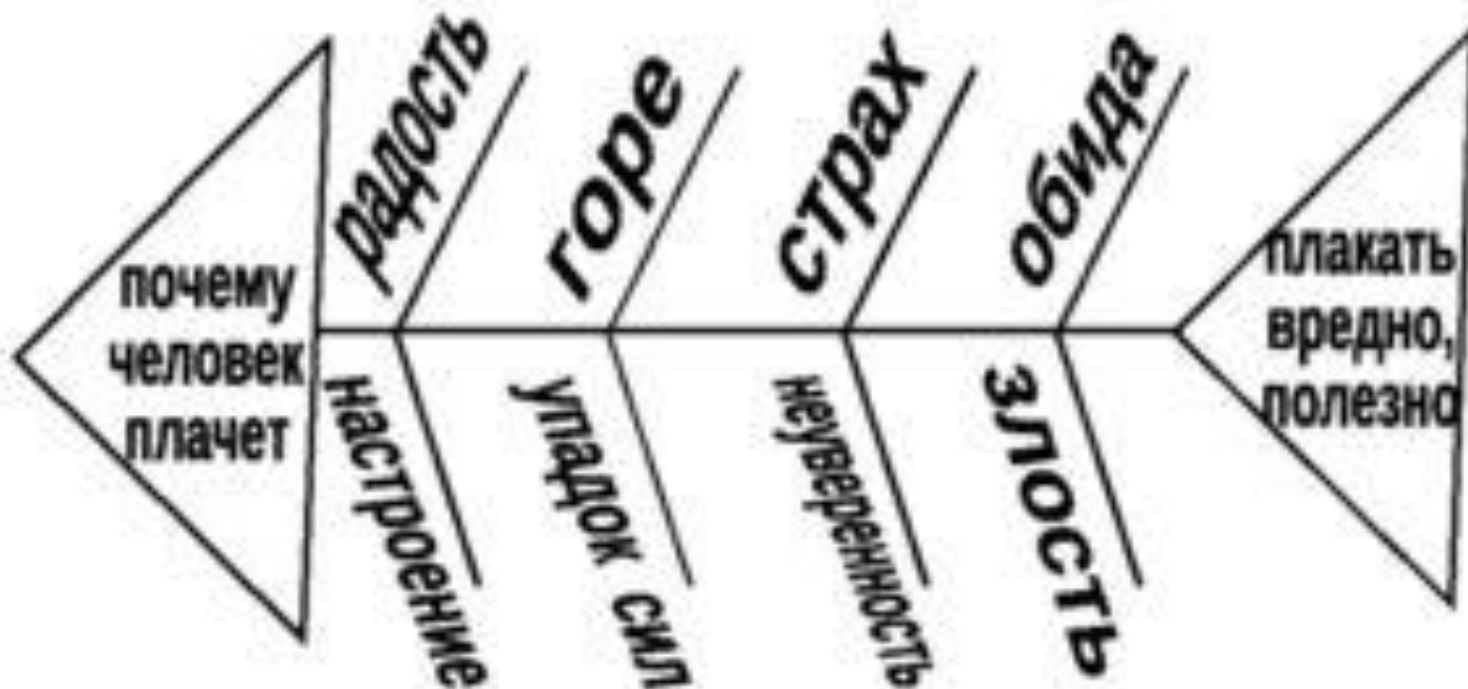 почему
человек
плачет
радость
горе
страх
обида
настроение
упадок сил
неуверенность
злость
плакать
вредно,
полезно